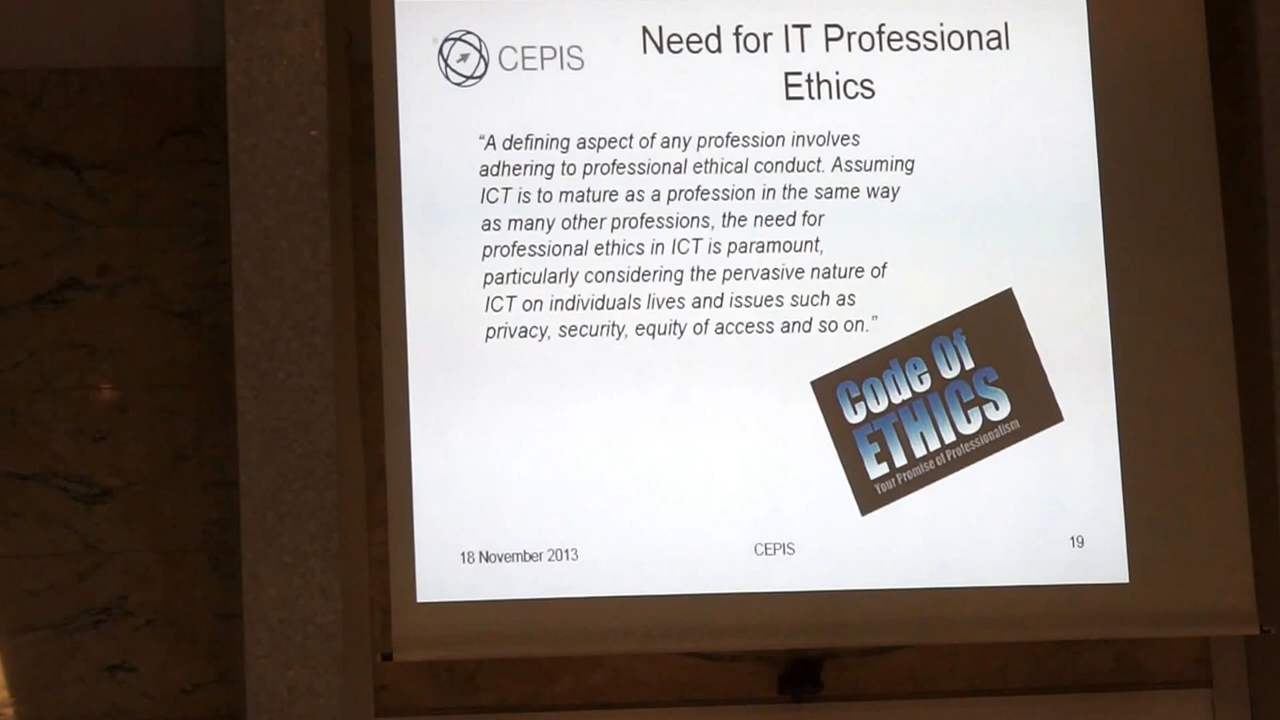 CEPIS
Need for IT Professional
Ethics
“A defining aspect of any profession involves
adhering to professional ethical conduct. Assuming
ICT is to mature as a profession in the same way
as many other professions, the need for
professional ethics in ICT is paramount,
particularly considering the pervasive nature of
ICT on individuals lives and issues such as
privacy, security, equity of access and so on.”
Code Of
ETHICS
Your Promise of Professionalism
18 November 2013
CEPIS
19